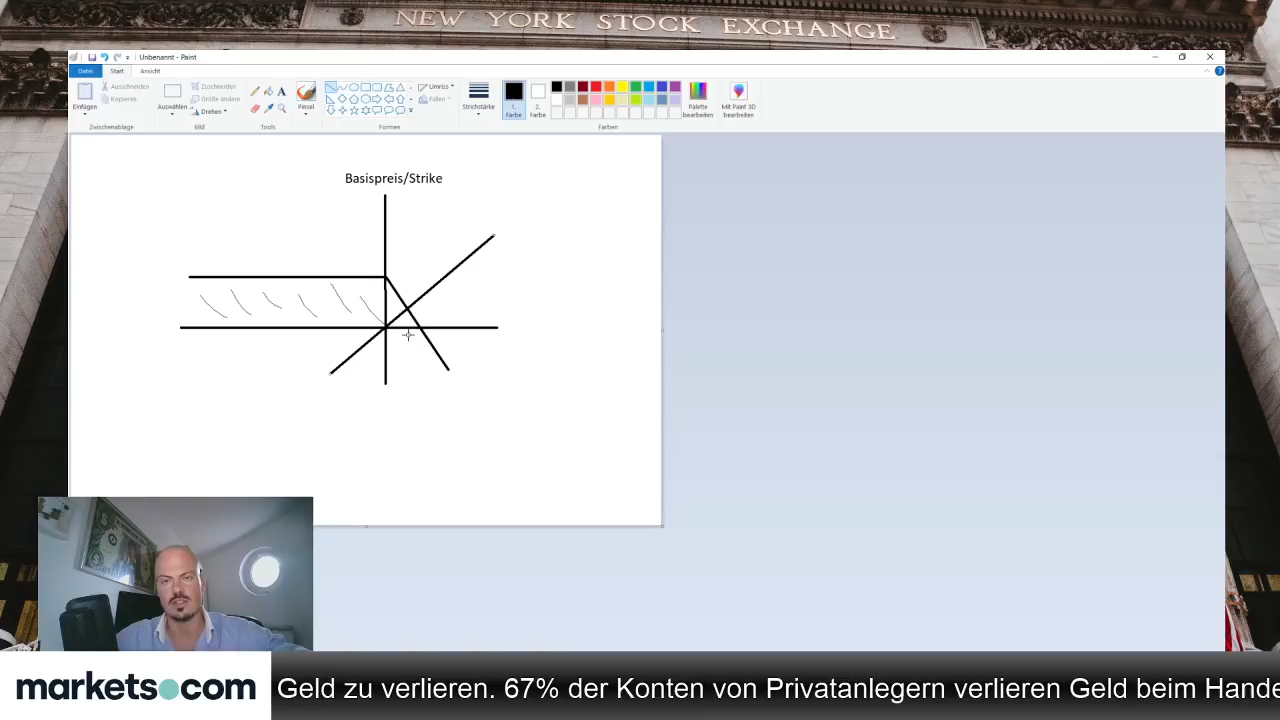 NEW YORK STOCK EXCHANGE
Unbenannt - Paint
Datei
Start
Ansicht
Einfügen
Ausschneiden
Kopieren
Zwischenablage
Auswählen
Zuschneiden
Größe ändern
Drehen
Bild
Tools
Pinsel
Umriss
Füllen
Formen
Strichstärke
1.
Farbe
2.
Farbe
Palette
bearbeiten
Mit Paint 3D
bearbeiten
Farben
Basispreis/Strike
markets.com
Geld zu verlieren. 67% der Konten von Privatanlegern verlieren Geld beim Hande